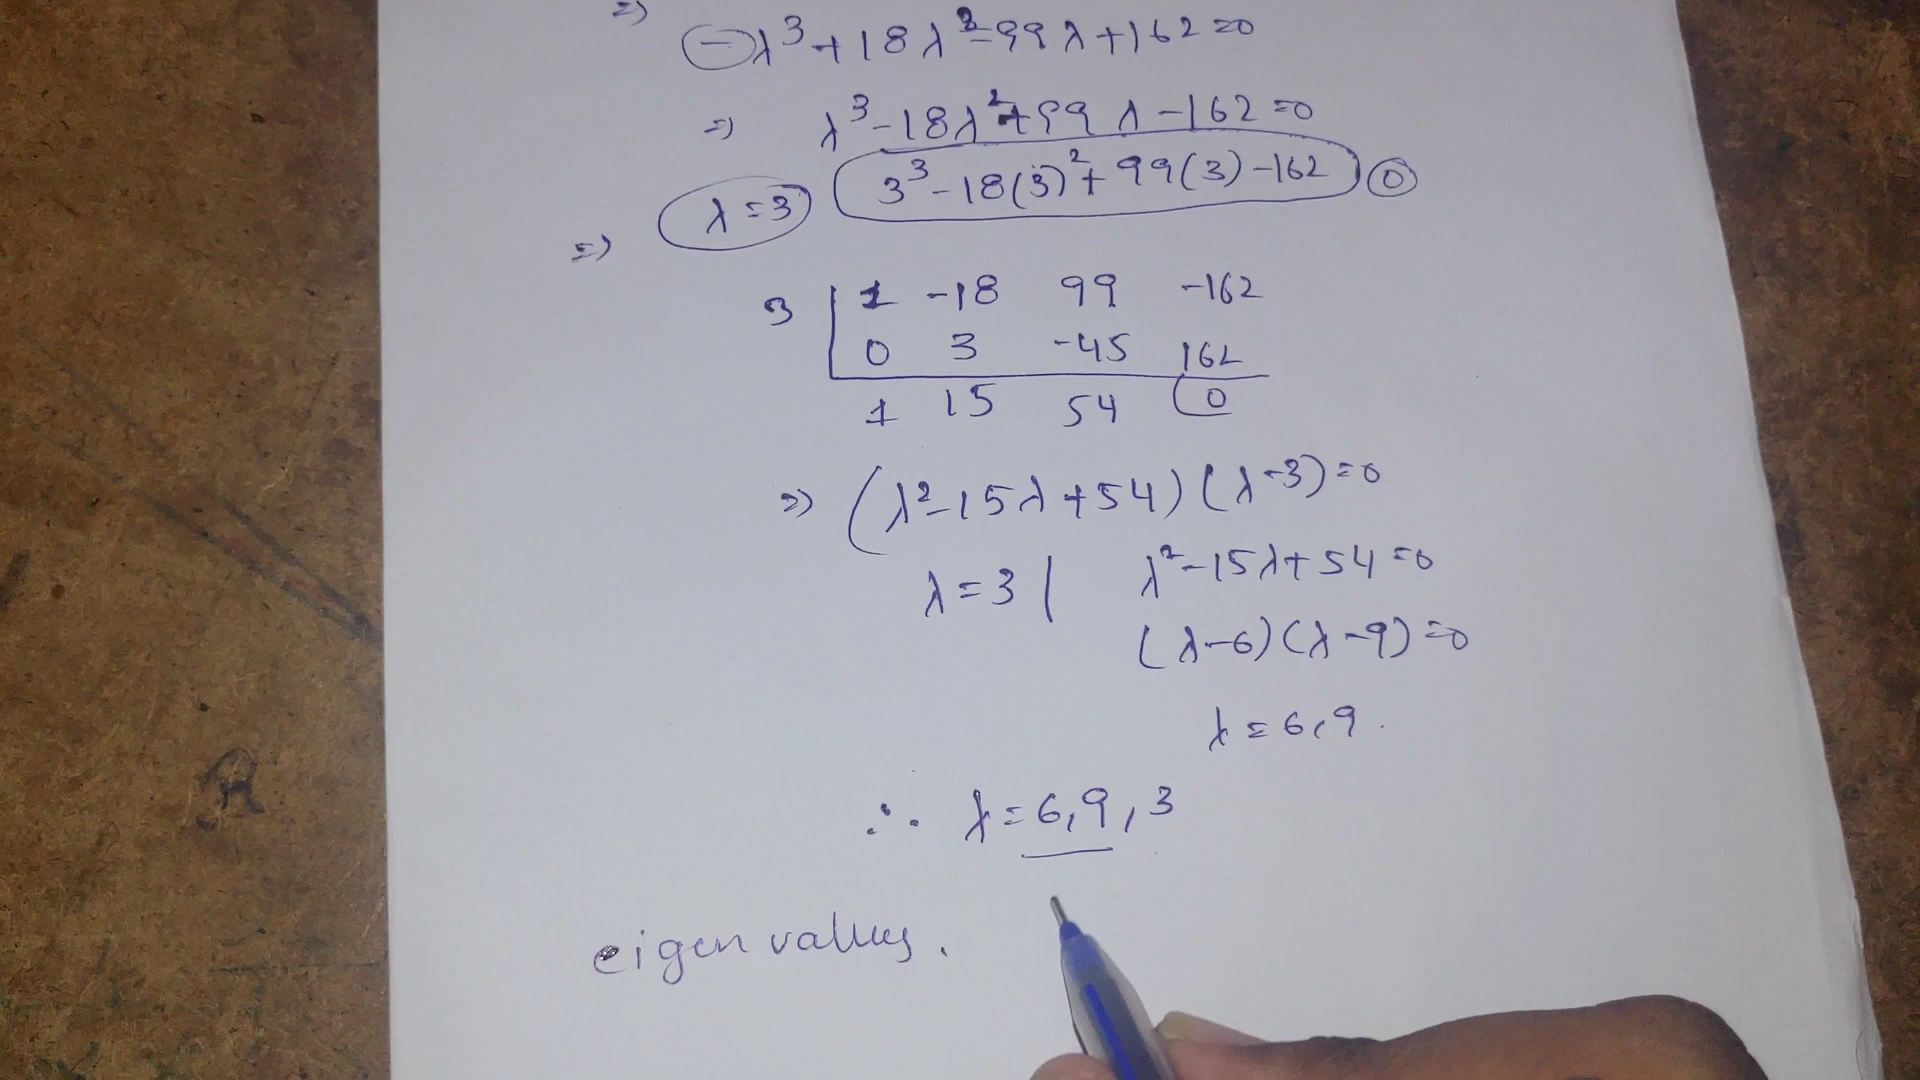 =)
-λ³+18λ²-99λ+162=0
=) λ³-18λ²+99λ-162=0
λ=3 3³-18(3)²+99(3)-162 0
=)
3 | 1 -18 99 -162
0 3 -45 162
1 15 54 0
=) (λ²-15λ+54)(λ-3)=0
λ=3 | λ²-15λ+54=0
(λ-6)(λ-9)=0
λ=6,9.
∴ λ=6,9,3
eigen values.
R